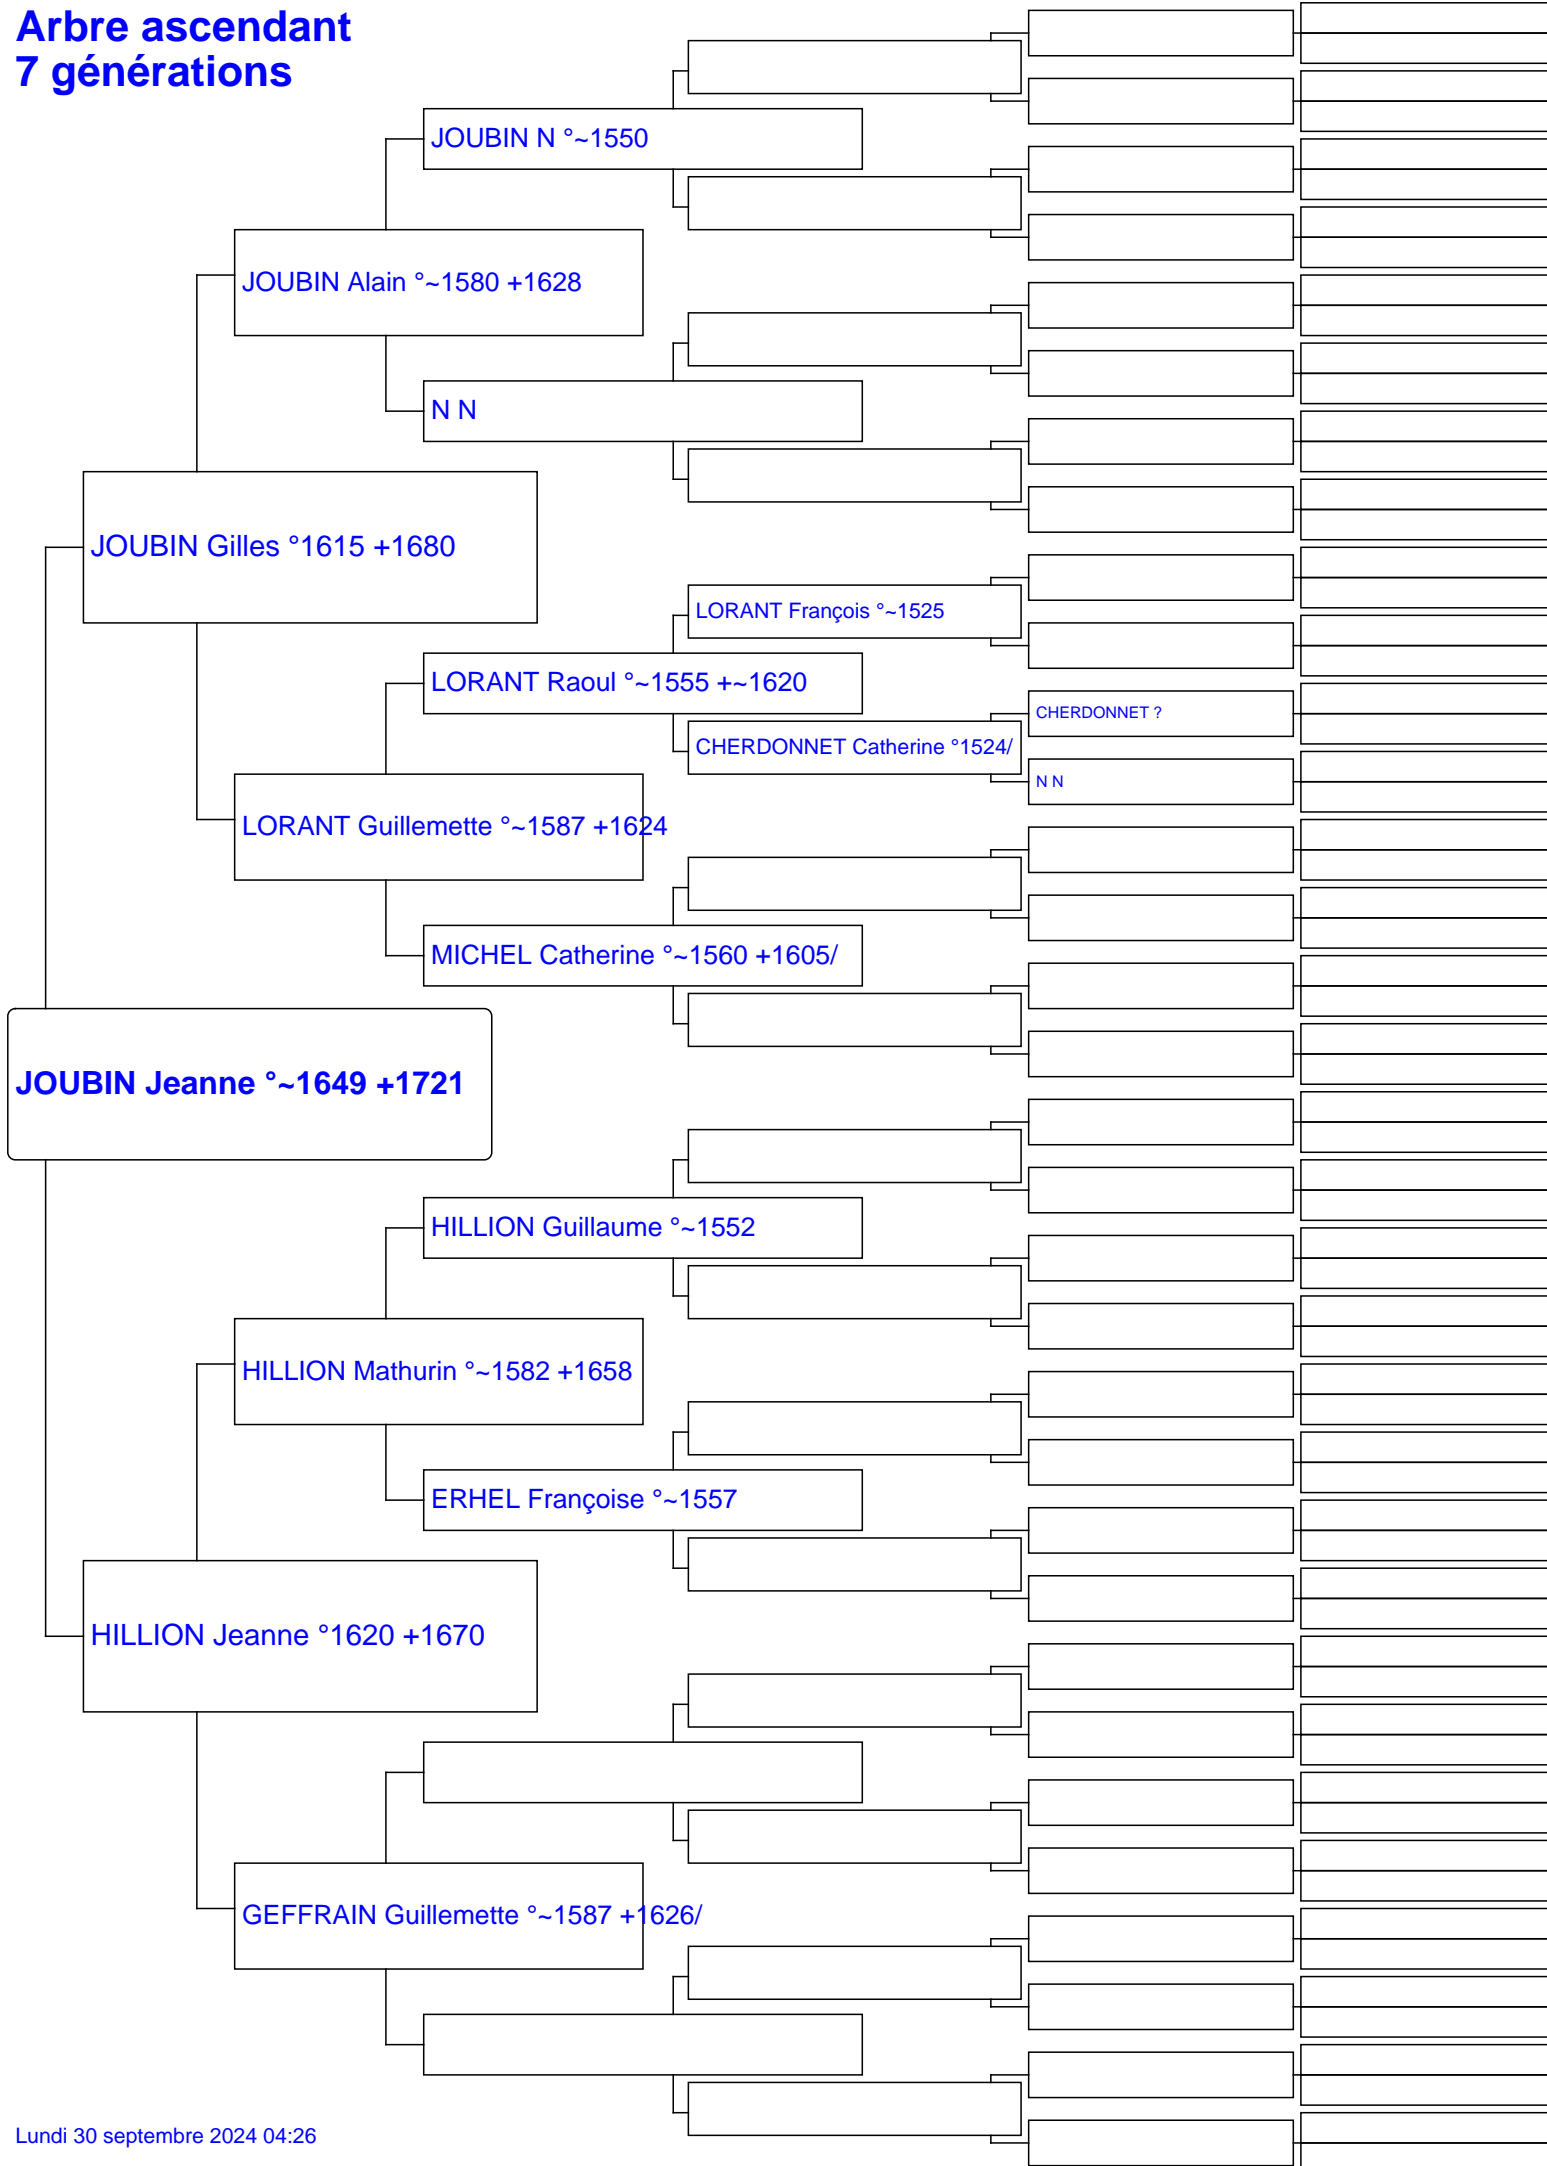 Arbre ascendant
7 générations
JOUBIN N °~1550
JOUBIN Alain °~1580 +1628
N N
JOUBIN Gilles °1615 +1680
LORANT François °~1525
LORANT Raoul °~1555 +~1620
CHERDONNET ?
CHERDONNET Catherine °1524/
N N
LORANT Guillemette °~1587 +1624
MICHEL Catherine °~1560 +1605/
JOUBIN Jeanne °~1649 +1721
HILLION Guillaume °~1552
HILLION Mathurin °~1582 +1658
ERHEL Françoise °~1557
HILLION Jeanne °1620 +1670
GEFFRAIN Guillemette °~1587 +1626/
Lundi 30 septembre 2024 04:26